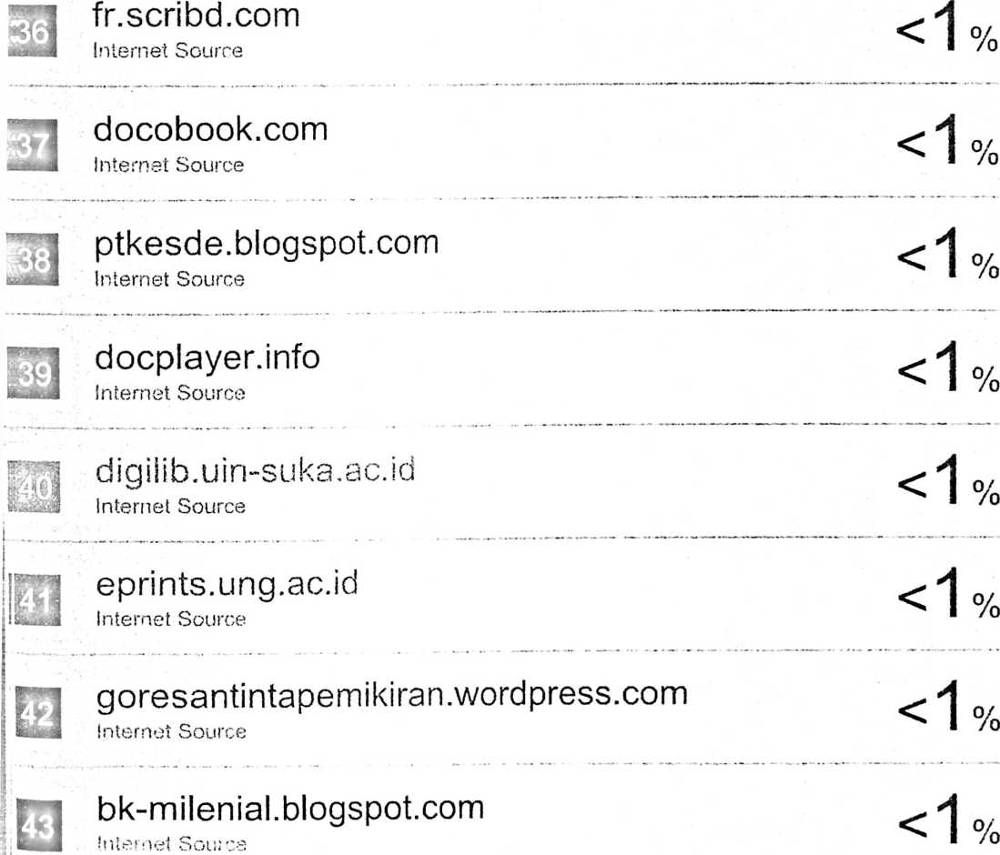 36 fr.scribd.com <1%
Internet Source
37 docobook.com <1%
Internet Source
38 ptkesde.blogspot.com <1%
Internet Source
39 docplayer.info <1%
Internet Source
40 digilib.uin-suka.ac.id <1%
Internet Source
41 eprints.ung.ac.id <1%
Internet Source
42 goresantintapemikiran.wordpress.com <1%
Internet Source
43 bk-milenial.blogspot.com <1%
Internet Source